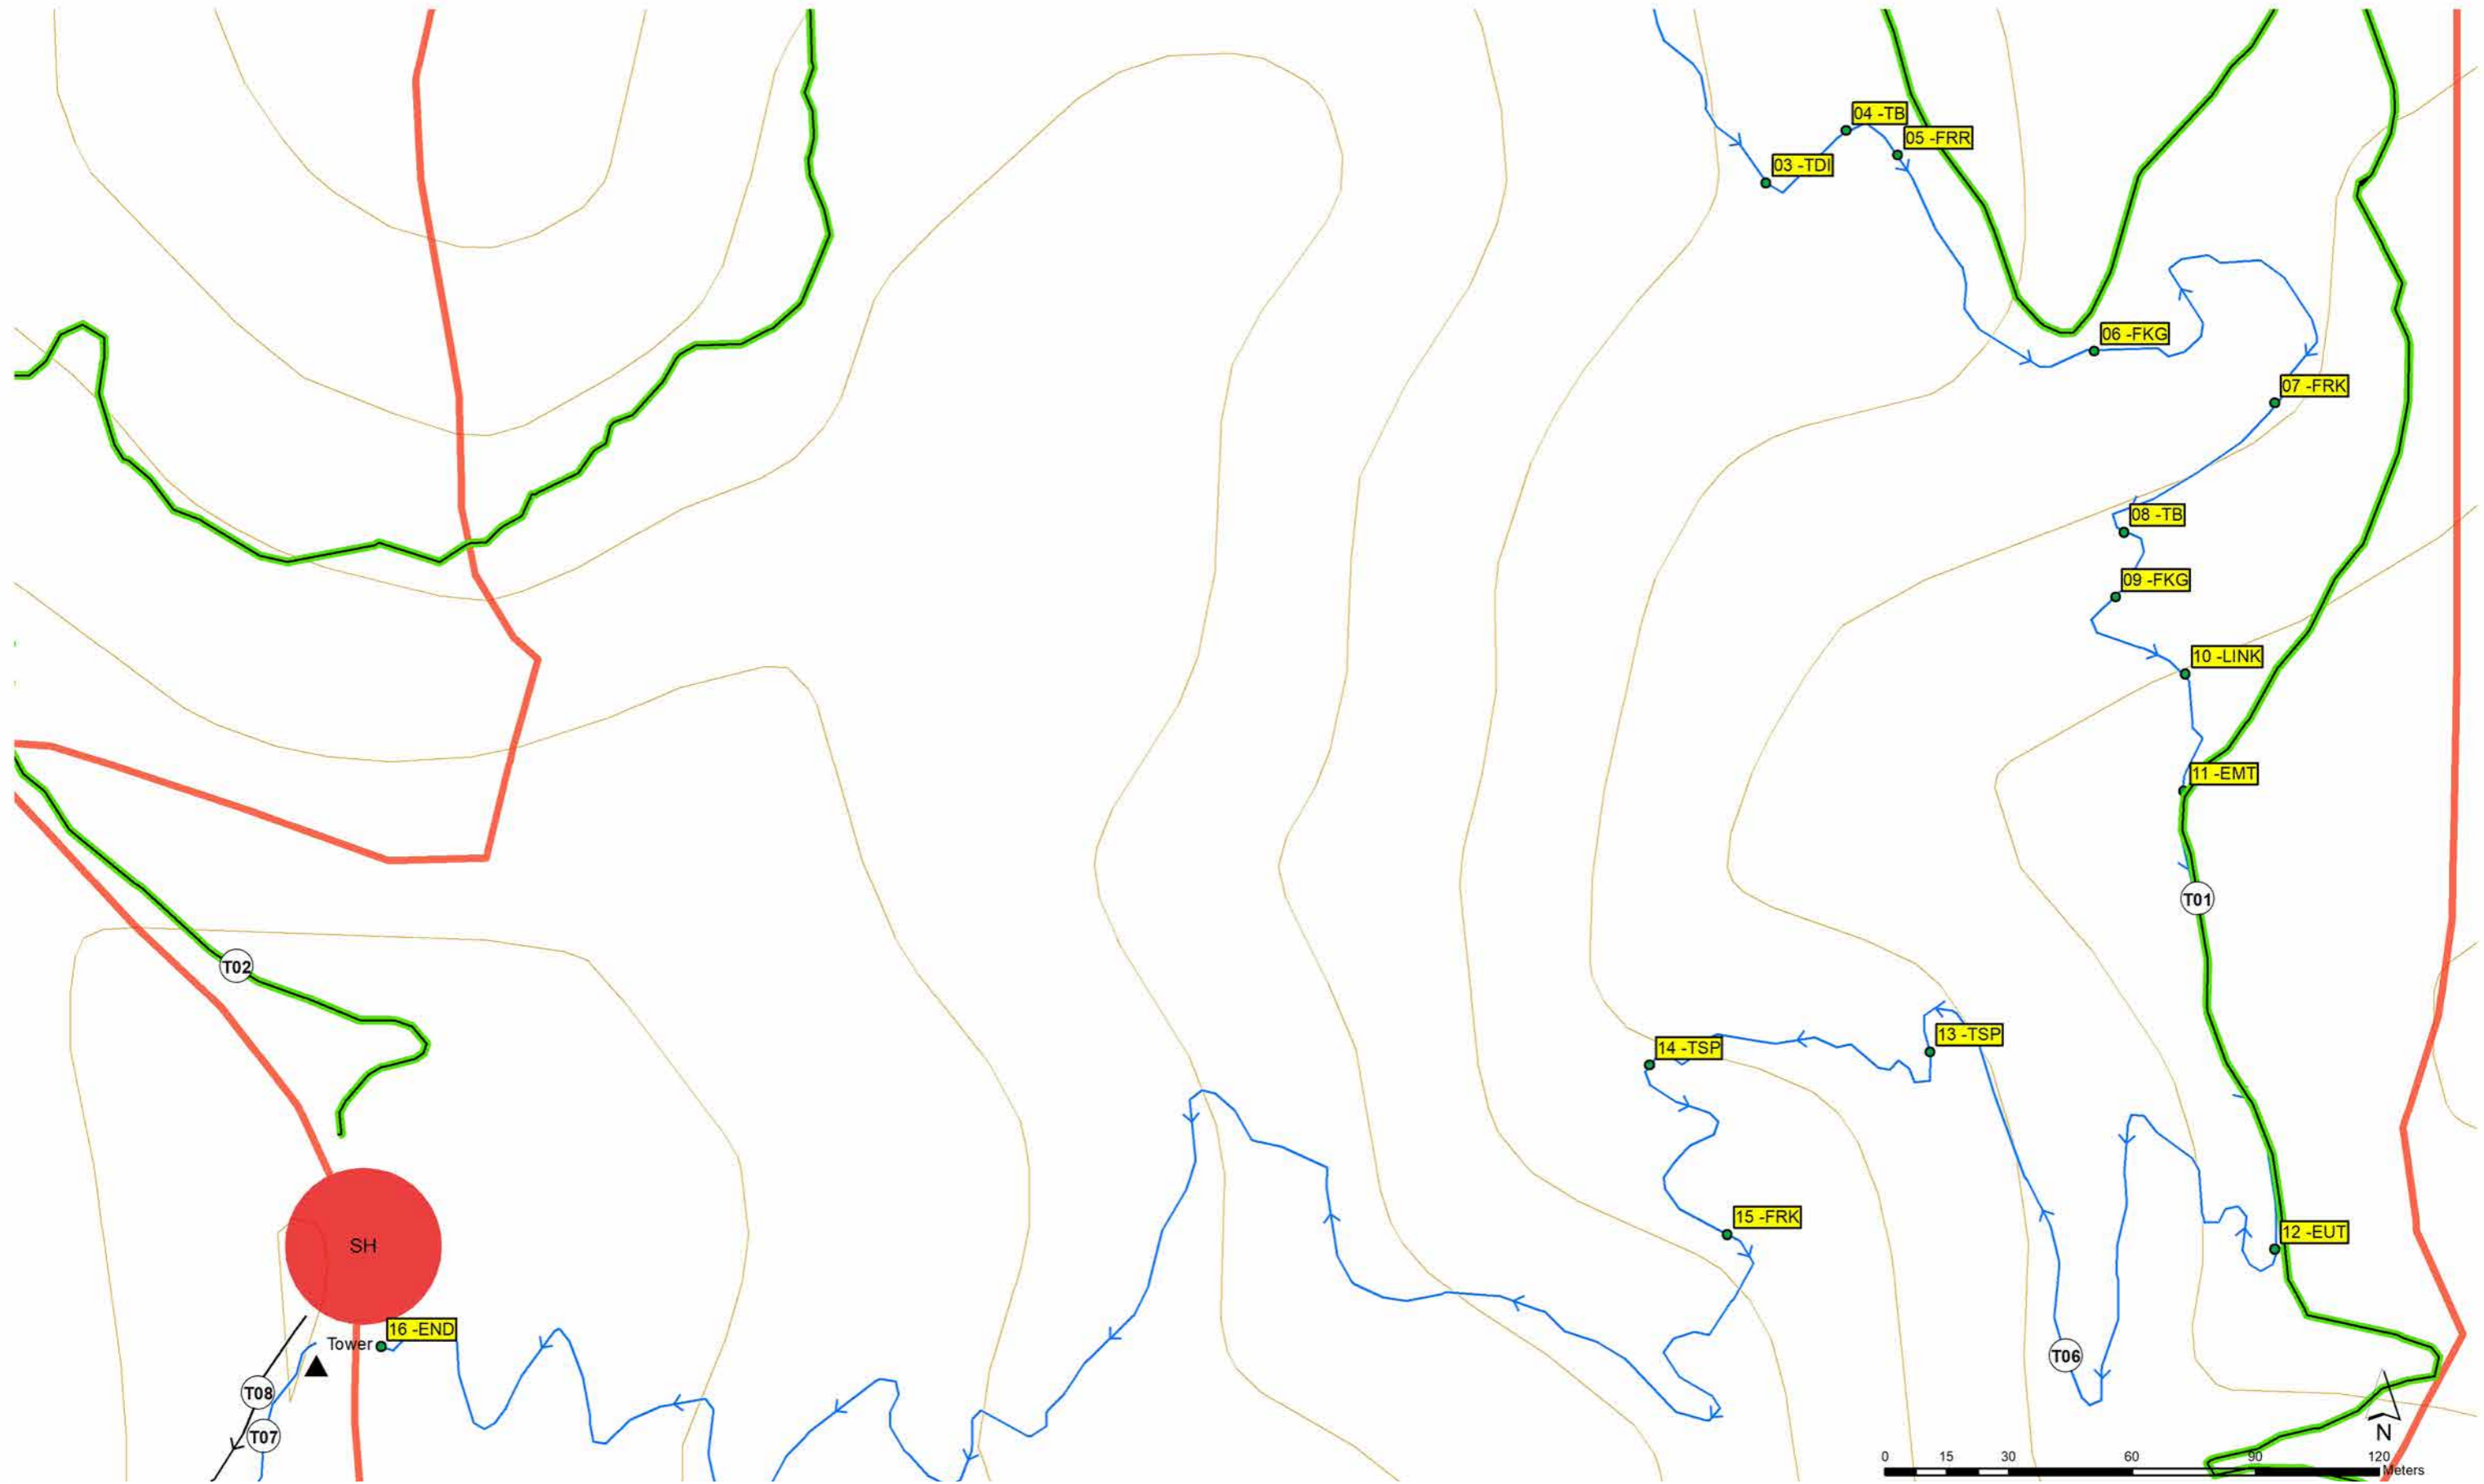 04 -TB
05 -FRR
03 -TDI
06 -FKG
07 -FRK
08 -TB
09 -FKG
10 -LINK
11 -EMT
T01
T02
13 -TSP
14 -TSP
15 -FRK
12 -EUT
SH
16 -END
Tower
T06
T08
T07
N
0 15 30 60 90 120
Meters